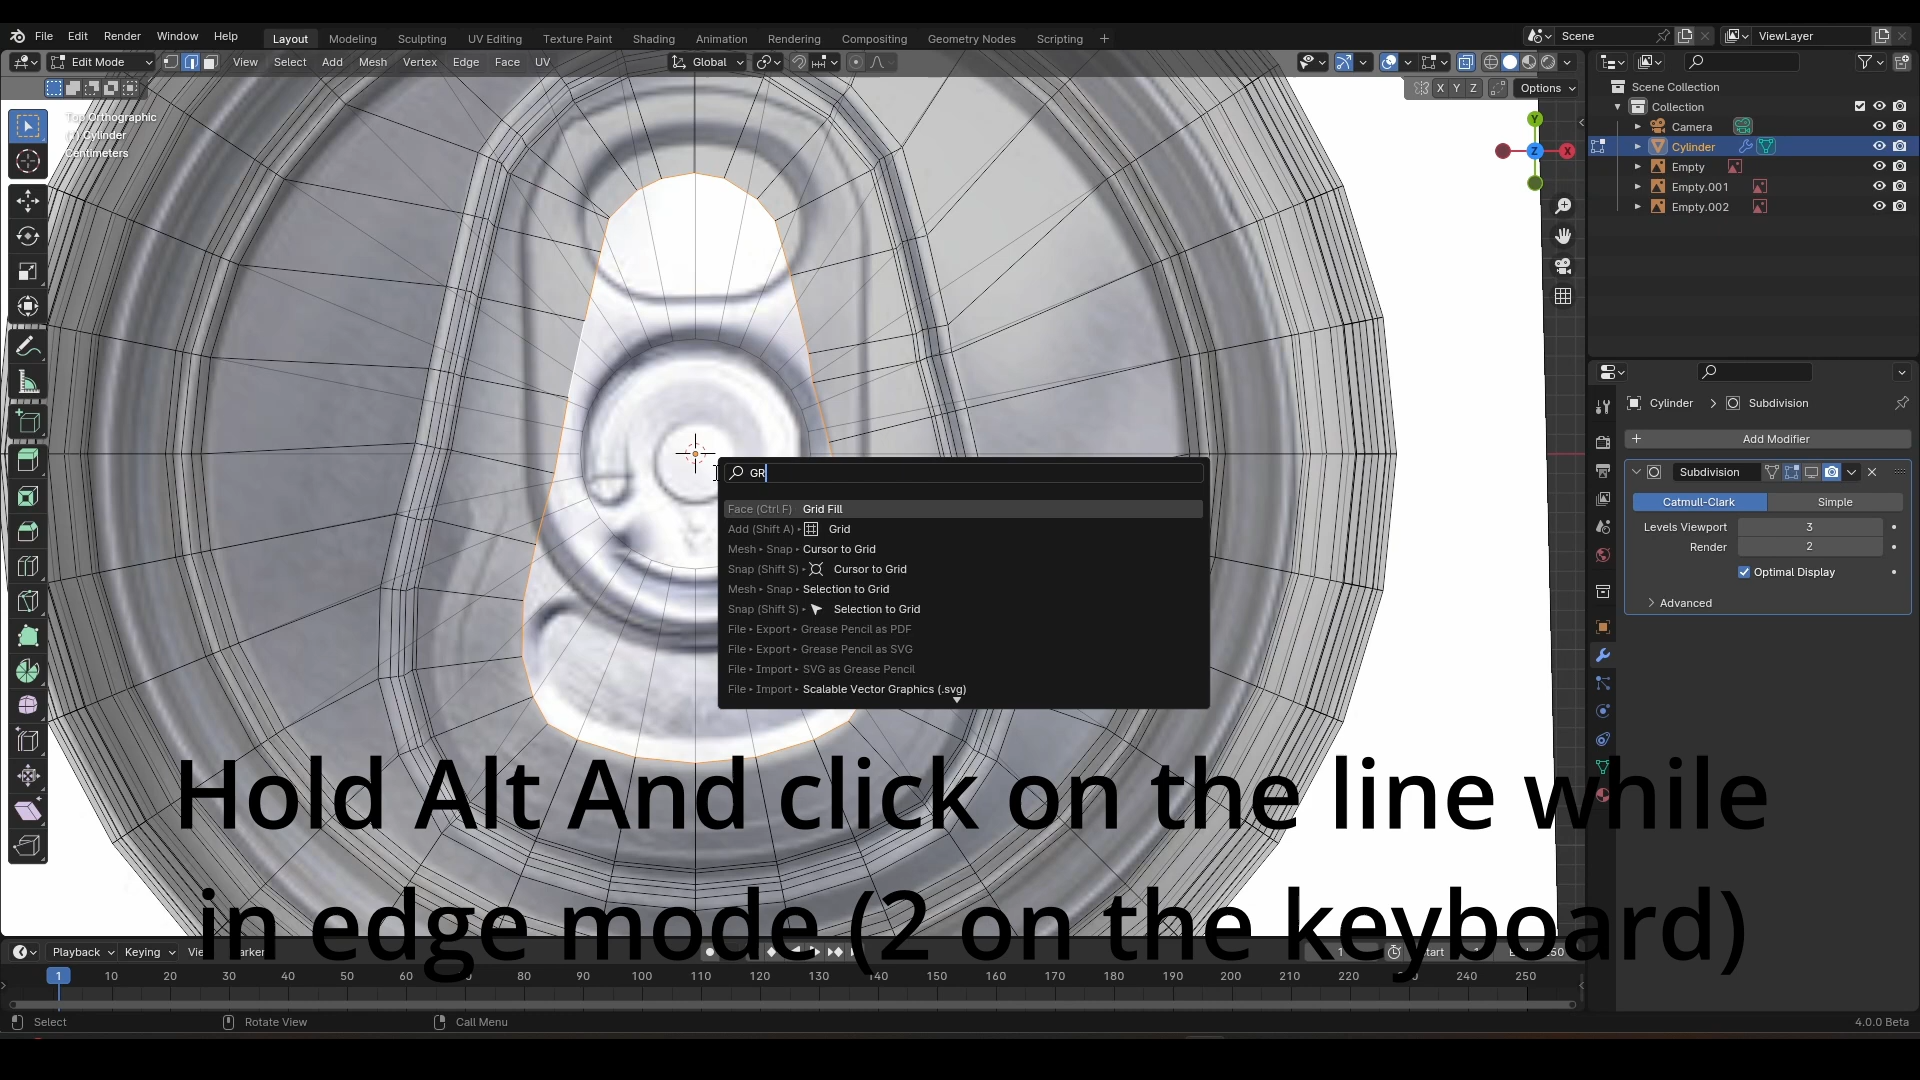 File Edit Render Window Help Layout Modeling Sculpting UV Editing Texture Paint Shading Animation Rendering Compositing Geometry Nodes Scripting + Scene ViewLayer
Edit Mode View Select Add Mesh Vertex Edge Face UV Global
X Y Z Options
Top Orthographic
Cylinder
Centimeters
Y
Z X
Scene Collection
Collection
Camera
Cylinder
Empty
Empty.001
Empty.002
Cylinder > Subdivision
+ Add Modifier
Subdivision
Catmull-Clark Simple
Levels Viewport 3
Render 2
Optimal Display
Advanced
GR
Face (Ctrl F) Grid Fill
Add (Shift A) Grid
Mesh Snap Cursor to Grid
Snap (Shift S) Cursor to Grid
Mesh Snap Selection to Grid
Snap (Shift S) Selection to Grid
File Export Grease Pencil as PDF
File Export Grease Pencil as SVG
File Import SVG as Grease Pencil
File Import Scalable Vector Graphics (.svg)
Hold Alt And click on the line while
in edge mode (2 on the keyboard)
Playback Keying
1 10 20 30 40 50 60 70 80 90 100 110 120 130 140 150 160 170 180 190 200 210 220 230 240 250
Select Rotate View Call Menu 4.0.0 Beta